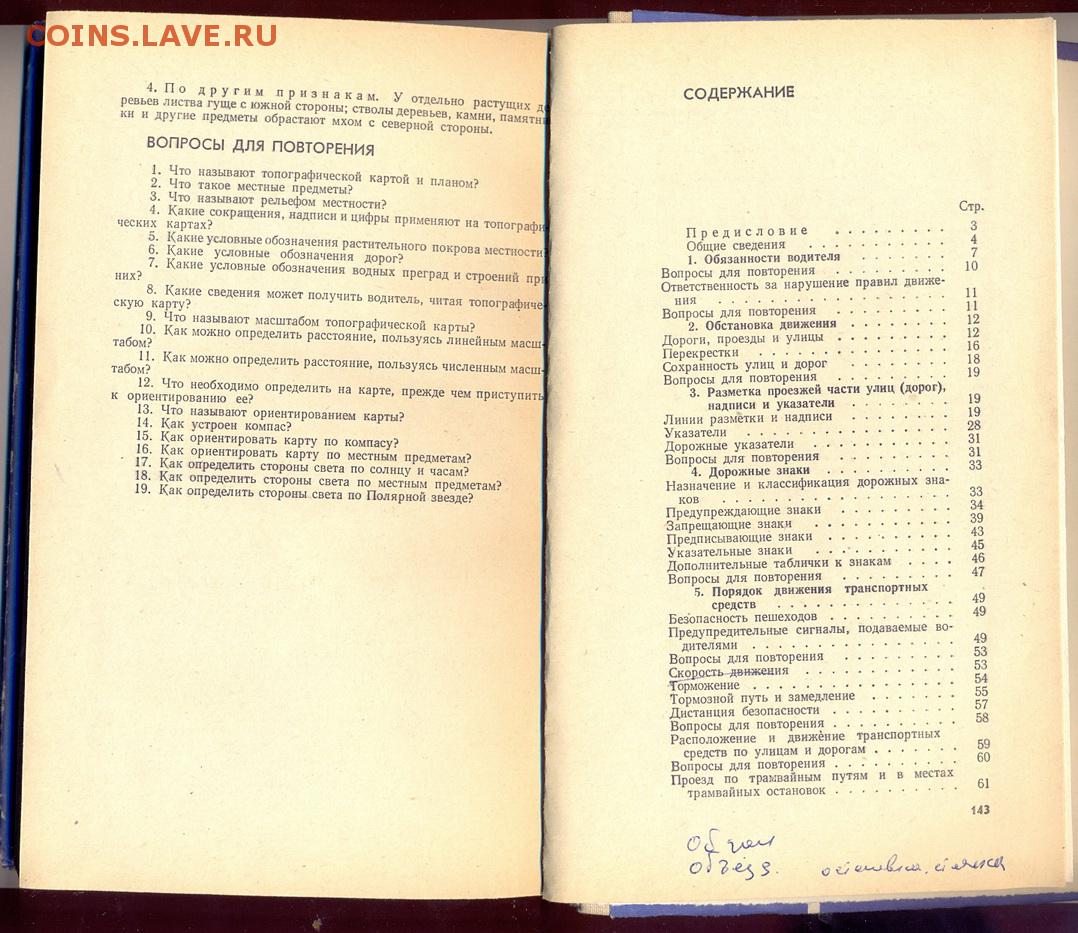 COINS.LAVE.RU
4. По другим признакам. У отдельно растущих де
ревьев листва гуще с южной стороны; стволы деревьев, камни, памятни
ки и другие предметы обрастают мхом с северной стороны.
ВОПРОСЫ ДЛЯ ПОВТОРЕНИЯ
1. Что называют топографической картой и планом?
2. Что такое местные предметы?
3. Что называют рельефом местности?
4. Какие сокращения, надписи и цифры применяют на топографи
ческих картах?
5. Какие условные обозначения растительного покрова местности
6. Какие условные обозначения дорог?
7. Какие условные обозначения водных преград и строений при
них?
8. Какие сведения может получить водитель, читая топографиче-
скую карту?
9. Что называют масштабом топографической карты?
10. Как можно определить расстояние, пользуясь линейным масш-
табом?
11. Как можно определить расстояние, пользуясь численным масш-
табом?
12. Что необходимо определить на карте, прежде чем приступить
к ориентированию ее?
13. Что называют ориентированием карты?
14. Как устроен компас?
15. Как ориентировать карту по компасу?
16. Как ориентировать карту по местным предметам?
17. Как определить стороны света по солнцу и часам?
18. Как определить стороны света по местным предметам?
19. Как определить стороны света по Полярной звезде?
СОДЕРЖАНИЕ
Стр.
Предисловие . . . . . . . . . 3
Общие сведения . . . . . . . . . 4
1. Обязанности водителя . . . . . . . 7
Вопросы для повторения . . . . . . . . 10
Ответственность за нарушение правил движе-
ния . . . . . . . . . . . . . . 11
Вопросы для повторения . . . . . . . . 11
2. Обстановка движения . . . . . . . . 12
Дороги, проезды и улицы . . . . . . . . 12
Перекрестки . . . . . . . . . . . . 16
Сохранность улиц и дорог . . . . . . . . 18
Вопросы для повторения . . . . . . . . 19
3. Разметка проезжей части улиц (дорог),
надписи и указатели . . . . . . . 19
Линии разметки и надписи . . . . . . . . 19
Указатели . . . . . . . . . . . . . 28
Дорожные указатели . . . . . . . . . 31
Вопросы для повторения . . . . . . . . 31
4. Дорожные знаки . . . . . . . . . 33
Назначение и классификация дорожных зна-
ков . . . . . . . . . . . . . . 33
Предупреждающие знаки . . . . . . . . 34
Запрещающие знаки . . . . . . . . . . 39
Предписывающие знаки . . . . . . . . 43
Указательные знаки . . . . . . . . . . 45
Дополнительные таблички к знакам . . . . 46
Вопросы для повторения . . . . . . . . 47
5. Порядок движения транспортных
средств . . . . . . . . . . . . 49
Безопасность пешеходов . . . . . . . . . 49
Предупредительные сигналы, подаваемые во-
дителями . . . . . . . . . . . . . 49
Вопросы для повторения . . . . . . . . 53
Скорость движения . . . . . . . . . . 53
Торможение . . . . . . . . . . . . . 54
Тормозной путь и замедление . . . . . . 55
Дистанция безопасности . . . . . . . . 57
Вопросы для повторения . . . . . . . . 58
Расположение и движение транспортных
средств по улицам и дорогам . . . . . . 59
Вопросы для повторения . . . . . . . . 60
Проезд по трамвайным путям и в местах
трамвайных остановок . . . . . . . . 61
143
Обгон
Объезд. остановка, стоянка